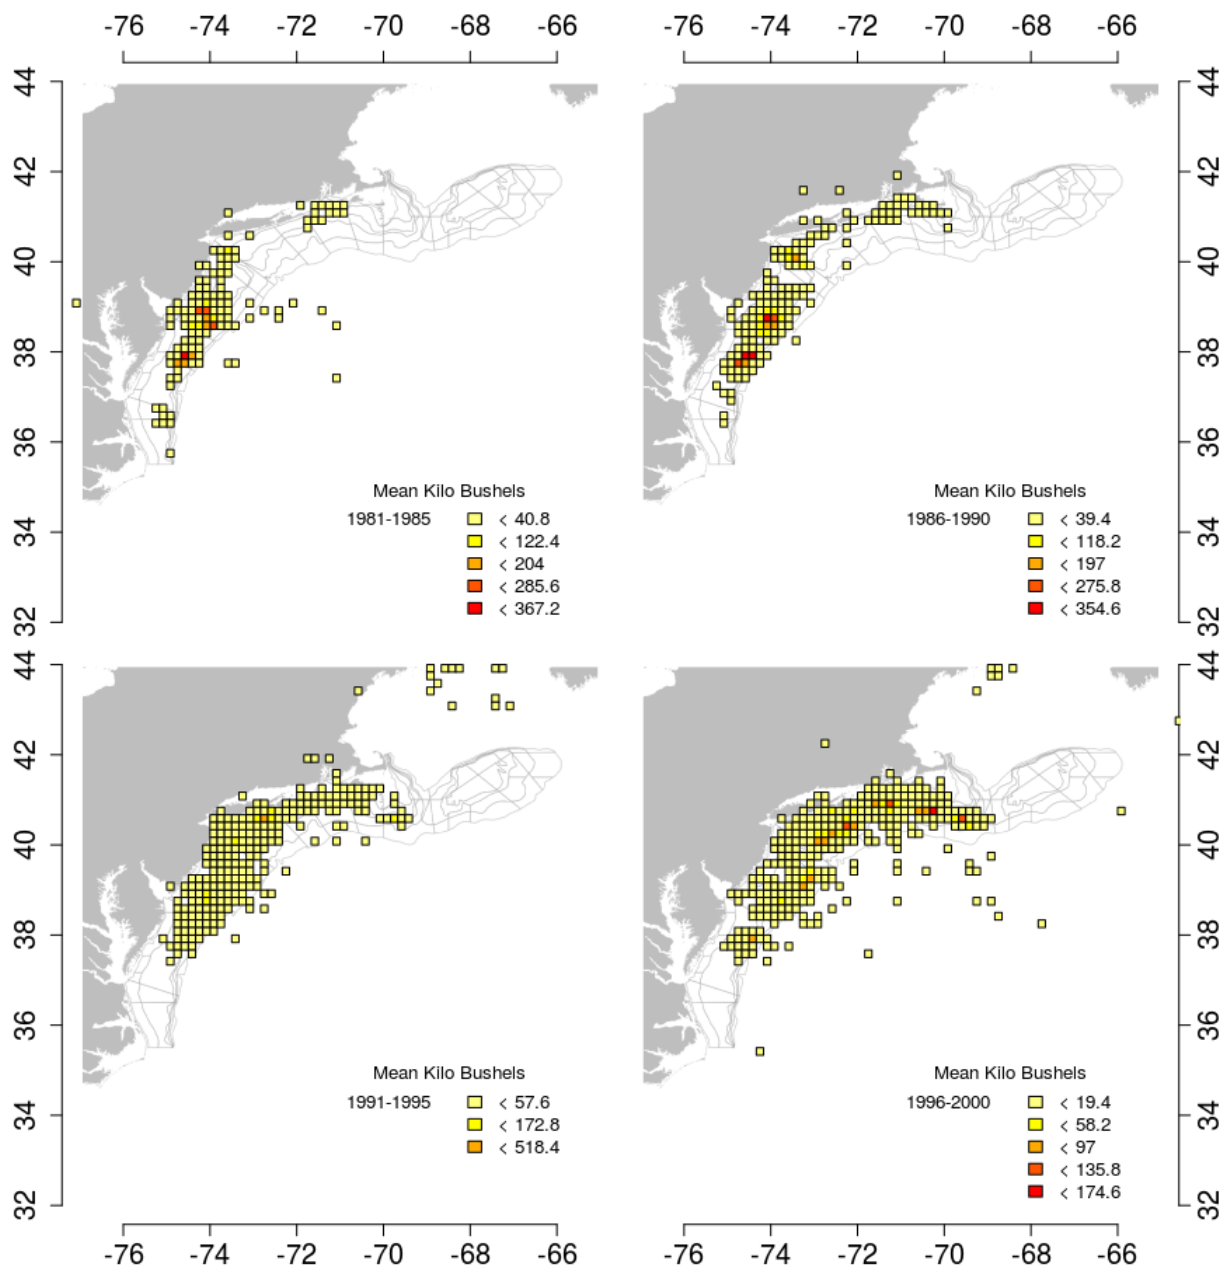 -76 -74 -72 -70 -68 -66 -76 -74 -72 -70 -68 -66
44 44
42 42
40 40
38 38
36 36
34 34
32 32
Mean Kilo Bushels
1981-1985 < 40.8
< 122.4
< 204
< 285.6
< 367.2
Mean Kilo Bushels
1986-1990 < 39.4
< 118.2
< 197
< 275.8
< 354.6
44 44
42 42
40 40
38 38
36 36
34 34
32 32
Mean Kilo Bushels
1991-1995 < 57.6
< 172.8
< 518.4
Mean Kilo Bushels
1996-2000 < 19.4
< 58.2
< 97
< 135.8
< 174.6
-76 -74 -72 -70 -68 -66 -76 -74 -72 -70 -68 -66